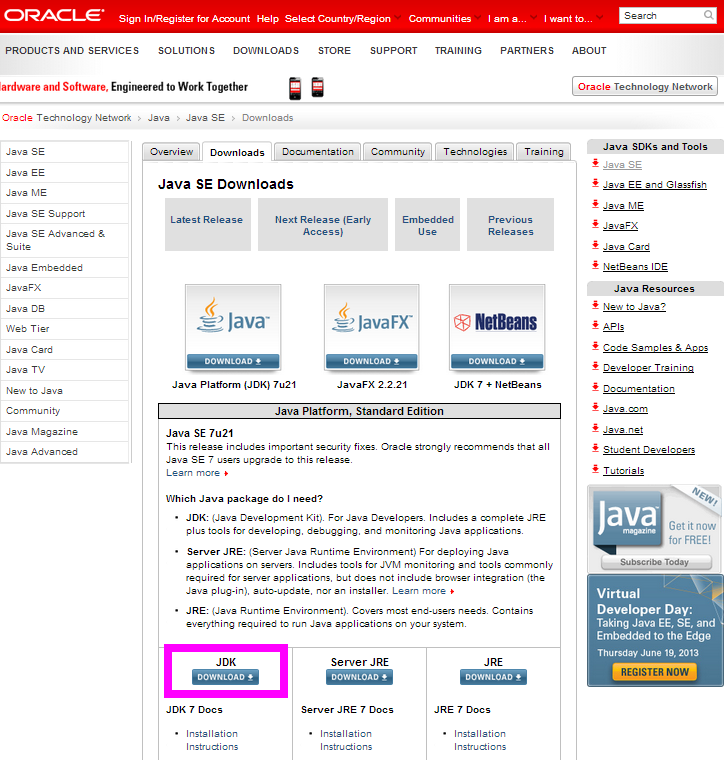 ORACLE
Sign In/Register for Account Help Select Country/Region Communities I am a... I want to... Search
PRODUCTS AND SERVICES SOLUTIONS DOWNLOADS STORE SUPPORT TRAINING PARTNERS ABOUT
ardware and Software, Engineered to Work Together
Oracle Technology Network
Oracle Technology Network > Java > Java SE > Downloads
Java SE
Java EE
Java ME
Java SE Support
Java SE Advanced &
Suite
Java Embedded
JavaFX
Java DB
Web Tier
Java Card
Java TV
New to Java
Community
Java Magazine
Java Advanced
Overview Downloads Documentation Community Technologies Training
Java SE Downloads
Latest Release
Next Release (Early
Access)
Embedded
Use
Previous
Releases
Java™
DOWNLOAD
Java Platform (JDK) 7u21
JavaFX™
DOWNLOAD
JavaFX 2.2.21
NetBeans
DOWNLOAD
JDK 7 + NetBeans
Java Platform, Standard Edition
Java SE 7u21
This release includes important security fixes. Oracle strongly recommends that all
Java SE 7 users upgrade to this release.
Learn more
Which Java package do I need?
• JDK: (Java Development Kit). For Java Developers. Includes a complete JRE
plus tools for developing, debugging, and monitoring Java applications.
• Server JRE: (Server Java Runtime Environment) For deploying Java
applications on servers. Includes tools for JVM monitoring and tools commonly
required for server applications, but does not include browser integration (the
Java plug-in), auto-update, nor an installer. Learn more
• JRE: (Java Runtime Environment). Covers most end-users needs. Contains
everything required to run Java applications on your system.
JDK
DOWNLOAD
JDK 7 Docs
• Installation
Instructions
Server JRE
DOWNLOAD
Server JRE 7 Docs
• Installation
Instructions
JRE
DOWNLOAD
JRE 7 Docs
• Installation
Instructions
Java SDKs and Tools
Java SE
Java EE and Glassfish
Java ME
JavaFX
Java Card
NetBeans IDE
Java Resources
New to Java?
APIs
Code Samples & Apps
Developer Training
Documentation
Java.com
Java.net
Student Developers
Tutorials
NEW!
Java™
magazine
Get it now
for FREE!
Subscribe Today
Virtual
Developer Day:
Taking Java EE, SE, and
Embedded to the Edge
Thursday June 19, 2013
REGISTER NOW